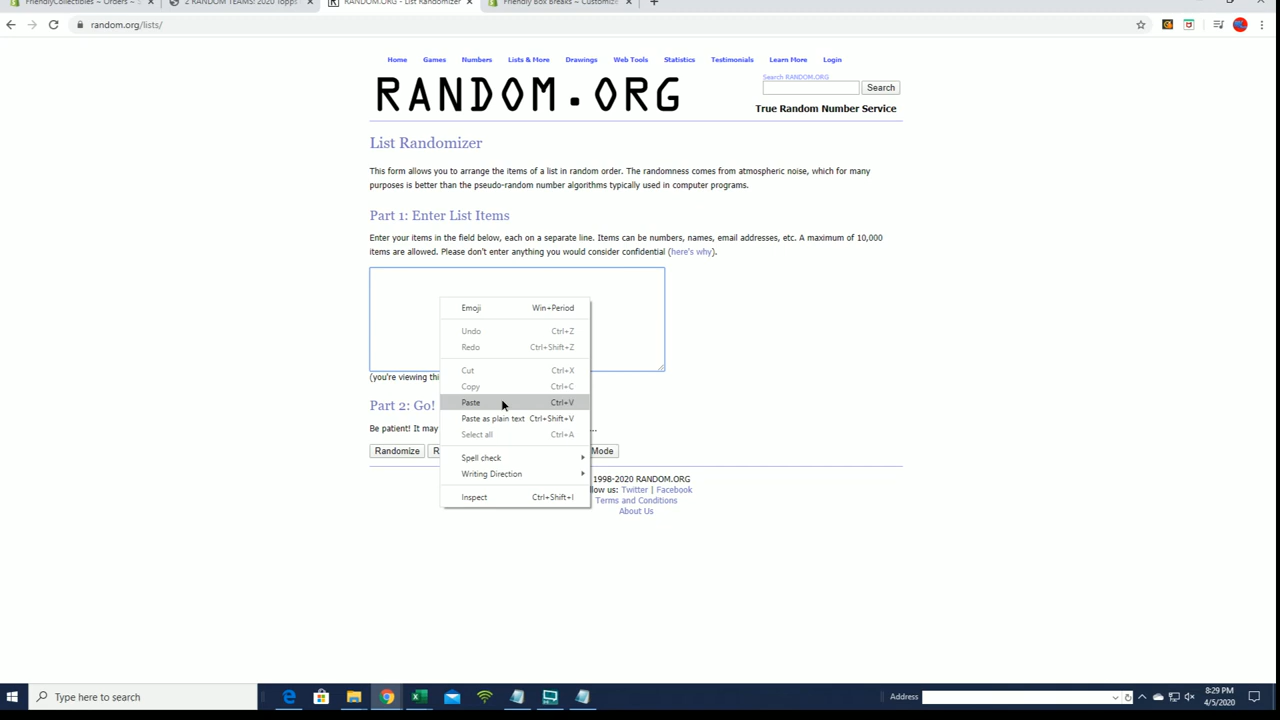 FriendlyCollectibles ~ Orders ~ S
2 RANDOM TEAMS: 2020 Topps
RANDOM.ORG - List Randomizer
Friendly Box Breaks ~ Customize
random.org/lists/
Home Games Numbers Lists & More Drawings Web Tools Statistics Testimonials Learn More Login
RANDOM.ORG
Search RANDOM.ORG
Search
True Random Number Service
List Randomizer
This form allows you to arrange the items of a list in random order. The randomness comes from atmospheric noise, which for many
purposes is better than the pseudo-random number algorithms typically used in computer programs.
Part 1: Enter List Items
Enter your items in the field below, each on a separate line. Items can be numbers, names, email addresses, etc. A maximum of 10,000
items are allowed. Please don't enter anything you would consider confidential (here's why).
Emoji Win+Period
Undo Ctrl+Z
Redo Ctrl+Shift+Z
Cut Ctrl+X
(you're viewing thi
Copy Ctrl+C
Paste Ctrl+V
Part 2: Go!
Paste as plain text Ctrl+Shift+V
Be patient! It may
Select all Ctrl+A
Randomize R Mode
Spell check
Writing Direction
1998-2020 RANDOM.ORG
llow us: Twitter | Facebook
Inspect Ctrl+Shift+I
Terms and Conditions
About Us
Type here to search
Address
8:29 PM
4/5/2020